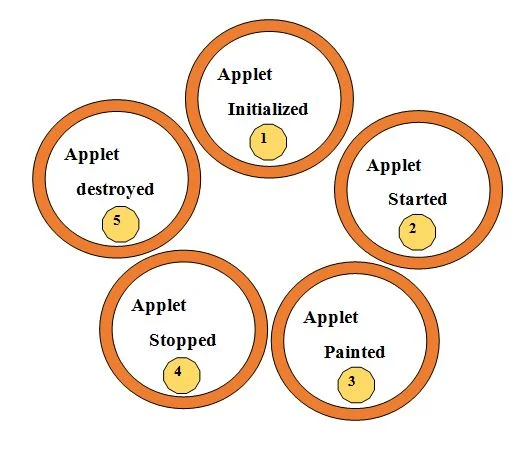 Applet
Initialized
1
Applet
Started
2
Applet
Painted
3
Applet
Stopped
4
Applet
destroyed
5